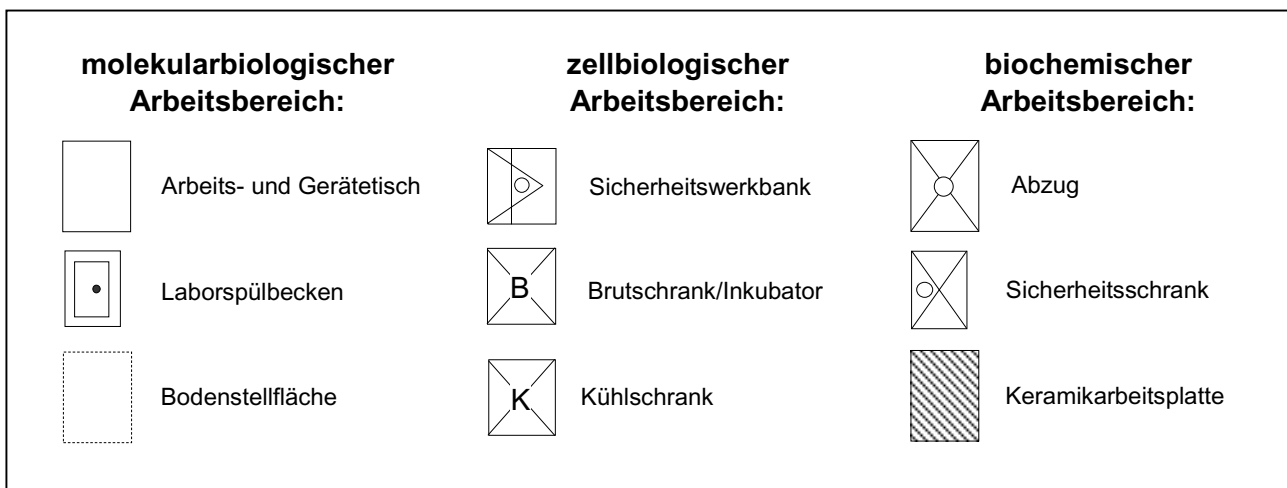 molekularbiologischer
Arbeitsbereich:
Arbeits- und Gerätetisch
Laborspülbecken
Bodenstellfläche
zellbiologischer
Arbeitsbereich:
Sicherheitswerkbank
B
Brutschrank/Inkubator
K
Kühlschrank
biochemischer
Arbeitsbereich:
Abzug
Sicherheitsschrank
Keramikarbeitsplatte